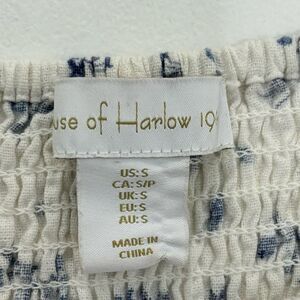 use of Harlow 19
US: S
CA: S/P
UK: S
EU: S
AU: S
MADE IN
CHINA